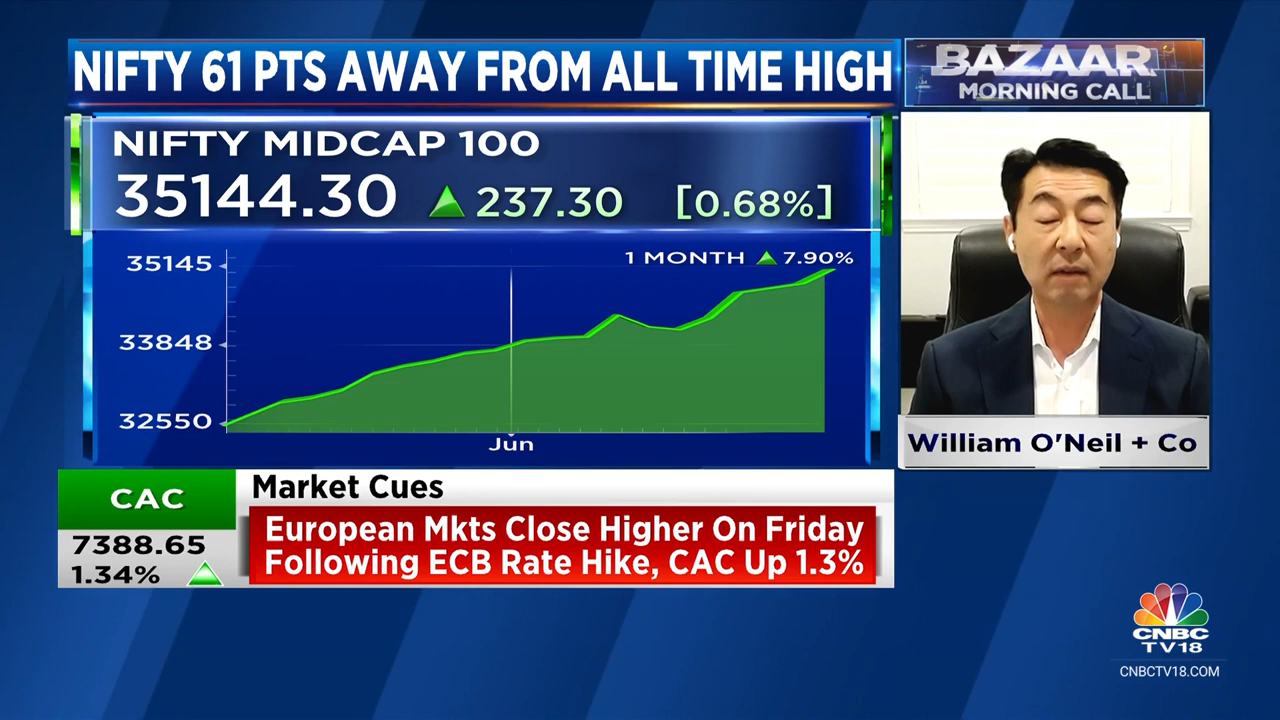 NIFTY 61 PTS AWAY FROM ALL TIME HIGH
BAZAAR
MORNING CALL
NIFTY MIDCAP 100
35144.30 ▲ 237.30 [0.68%]
1 MONTH ▲ 7.90%
35145
33848
32550
Jun
William O'Neil + Co
CAC
7388.65
1.34%
Market Cues
European Mkts Close Higher On Friday
Following ECB Rate Hike, CAC Up 1.3%
CNBC
TV18
CNBCTV18.COM